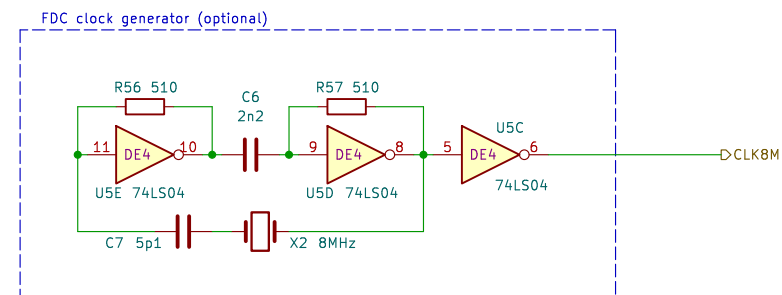 FDC clock generator (optional)
R56 510
C6
2n2
R57 510
U5C
11
DE4
10
9
DE4
8
5
DE4
6
CLK8M
U5E 74LS04
U5D 74LS04
74LS04
C7 5p1
X2 8MHz